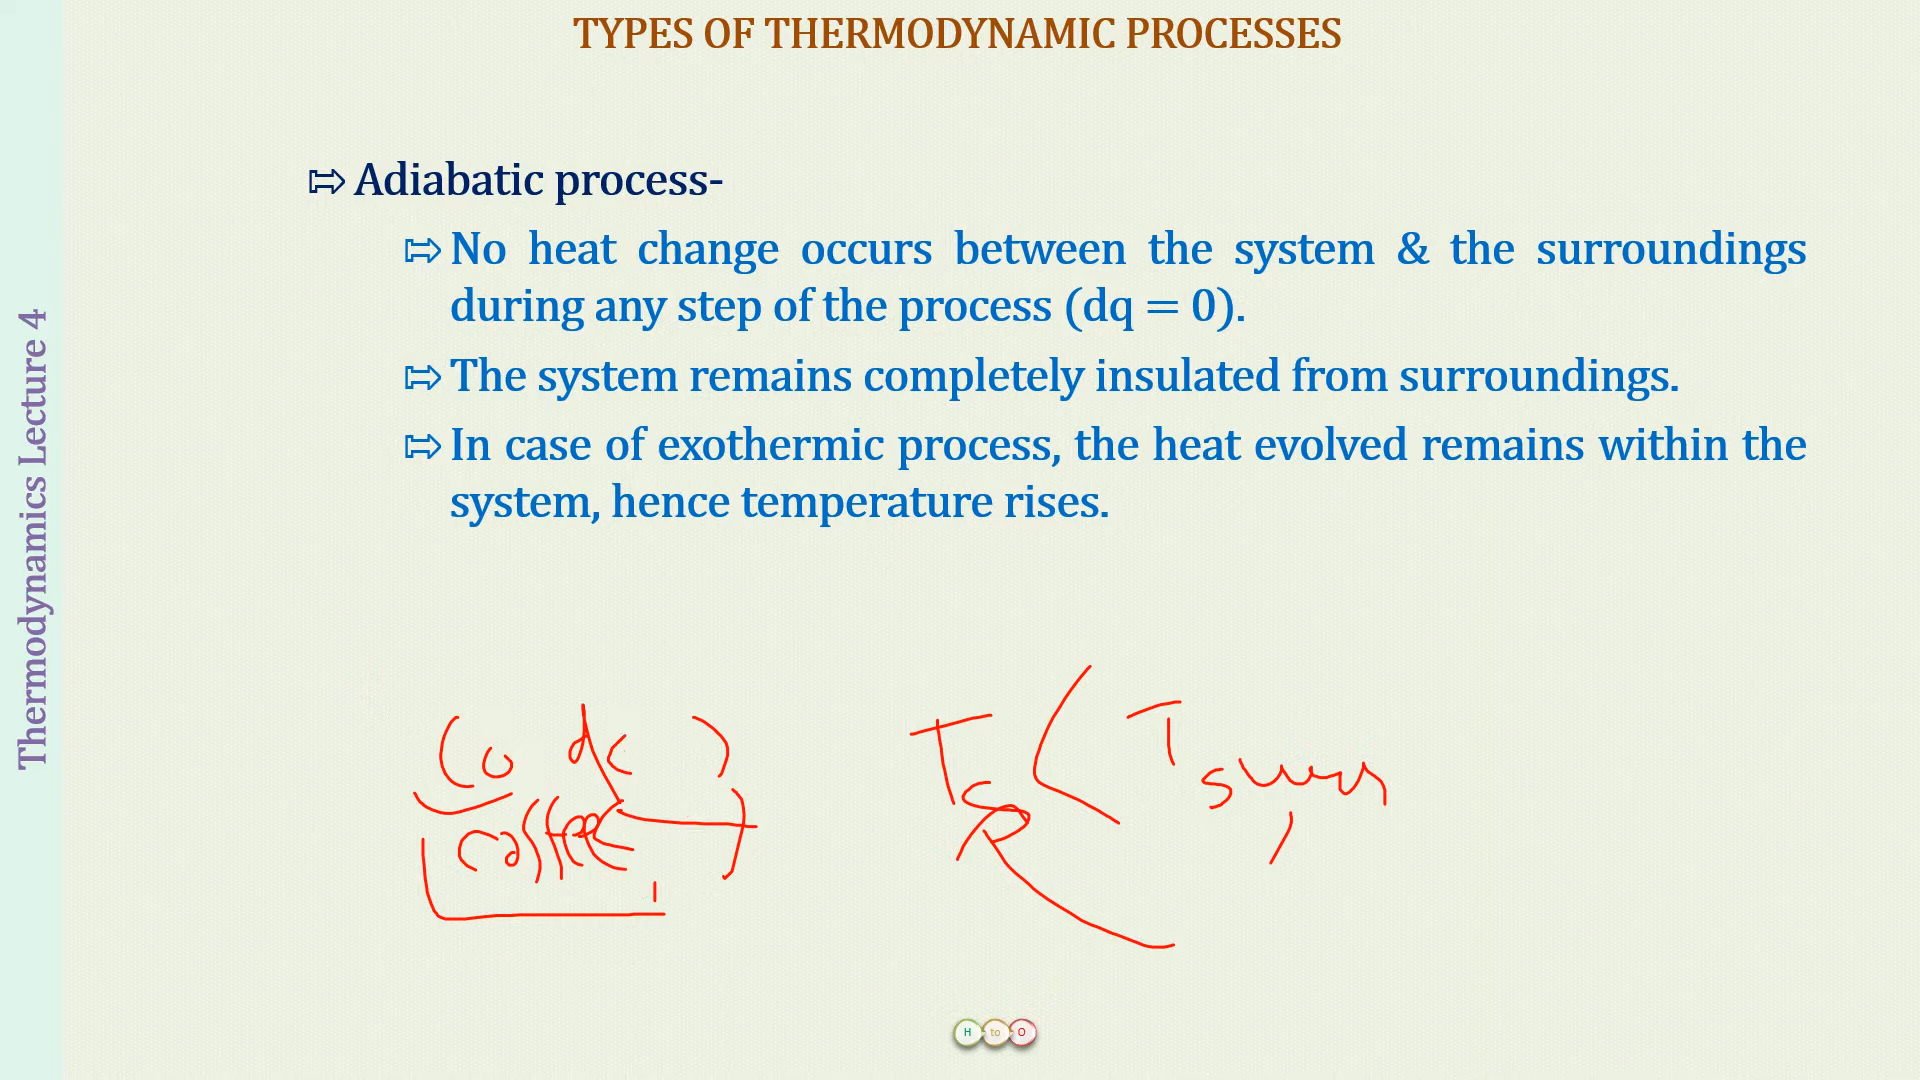 TYPES OF THERMODYNAMIC PROCESSES
⇰ Adiabatic process-
⇰ No heat change occurs between the system & the surroundings
during any step of the process (dq = 0).
⇰ The system remains completely insulated from surroundings.
⇰ In case of exothermic process, the heat evolved remains within the
system, hence temperature rises.
Thermodynamics Lecture 4
T < T surr
H to O